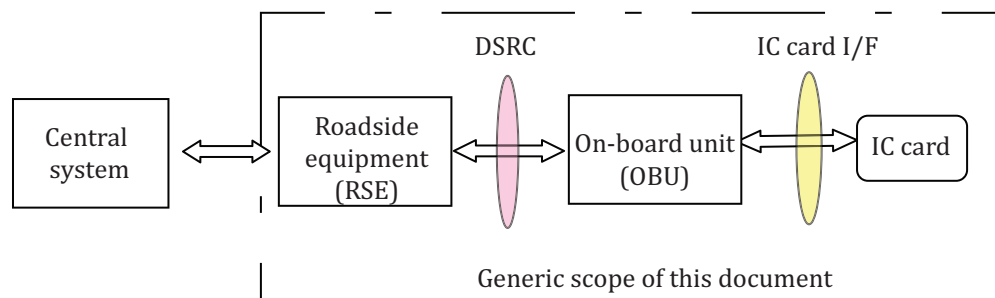 DSRC
IC card I/F
Central
system
Roadside
equipment
(RSE)
On-board unit
(OBU)
IC card
Generic scope of this document